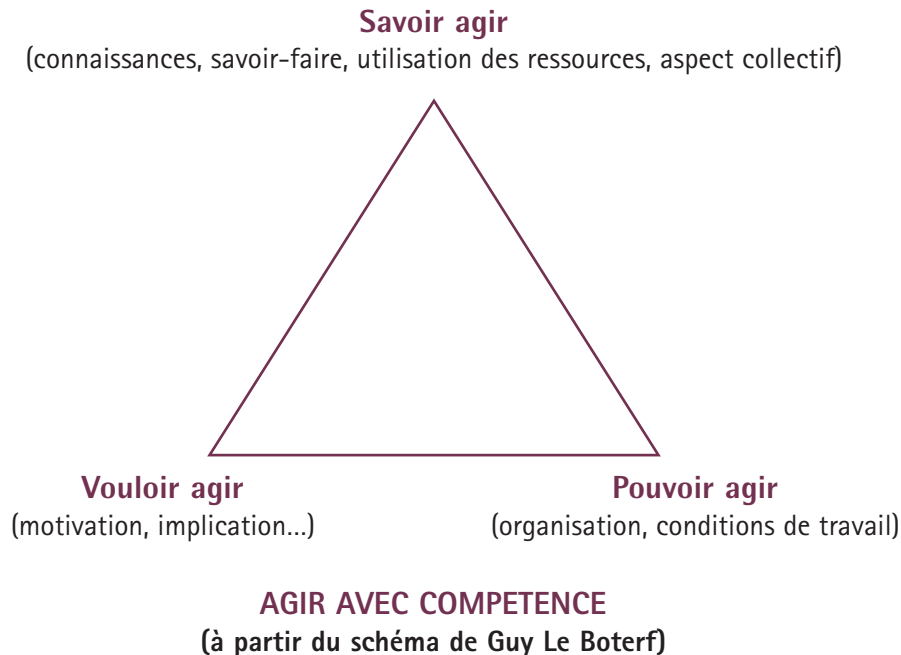 Savoir agir
(connaissances, savoir-faire, utilisation des ressources, aspect collectif)
Vouloir agir
(motivation, implication...)
Pouvoir agir
(organisation, conditions de travail)
AGIR AVEC COMPETENCE
(à partir du schéma de Guy Le Boterf)